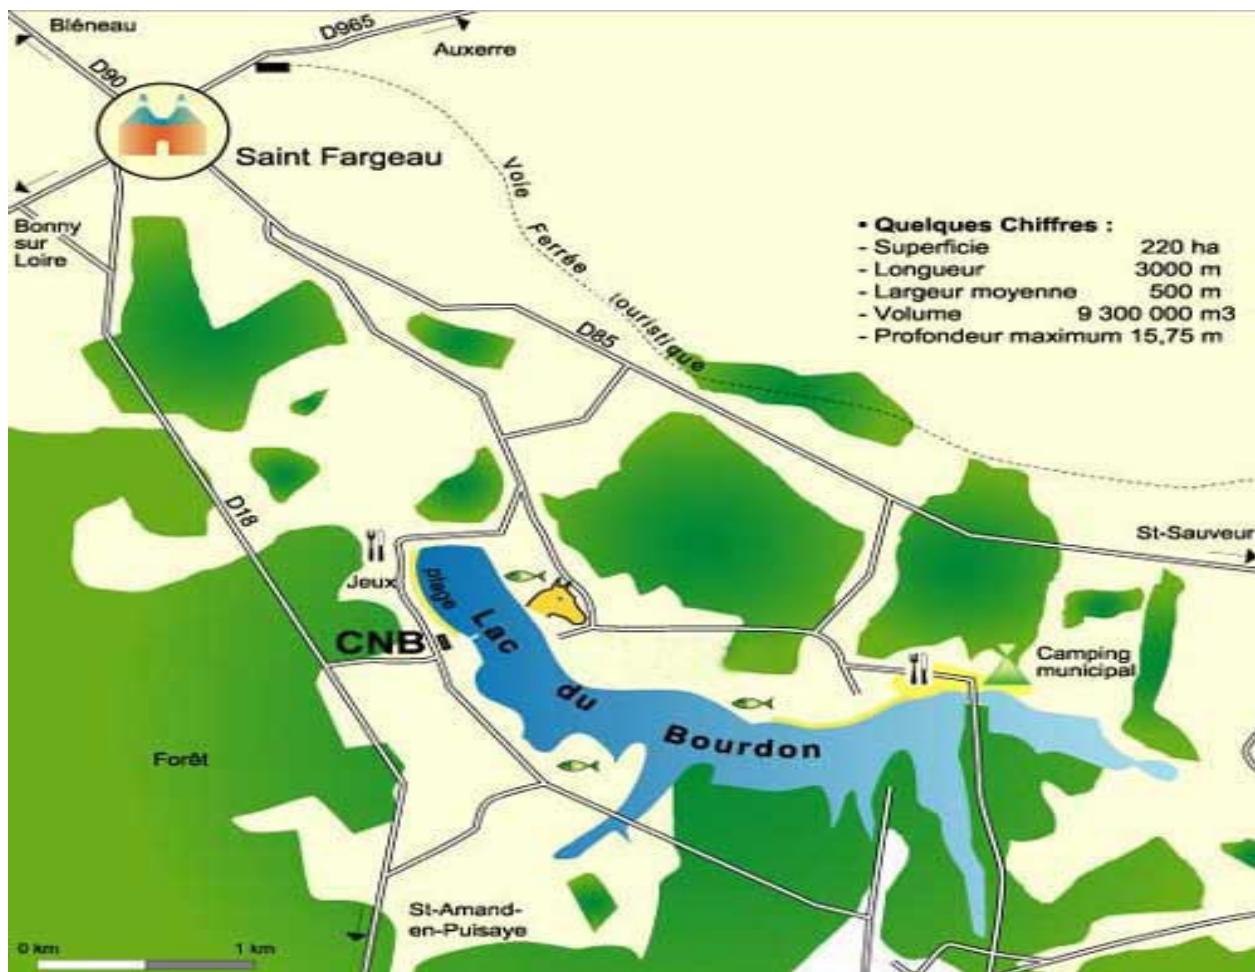 Bléneau
D965
Auxerre
D90
Saint Fargeau
Bonny
sur
Loire
Voie Ferrée touristique
• Quelques Chiffres :
- Superficie 220 ha
- Longueur 3000 m
- Largeur moyenne 500 m
- Volume 9 300 000 m3
- Profondeur maximum 15,75 m
D85
D18
St-Sauveur
Jeux
plage
CNB
Lac du Bourdon
Camping
municipal
Forêt
St-Amand-
en-Puisaye
0 km 1 km